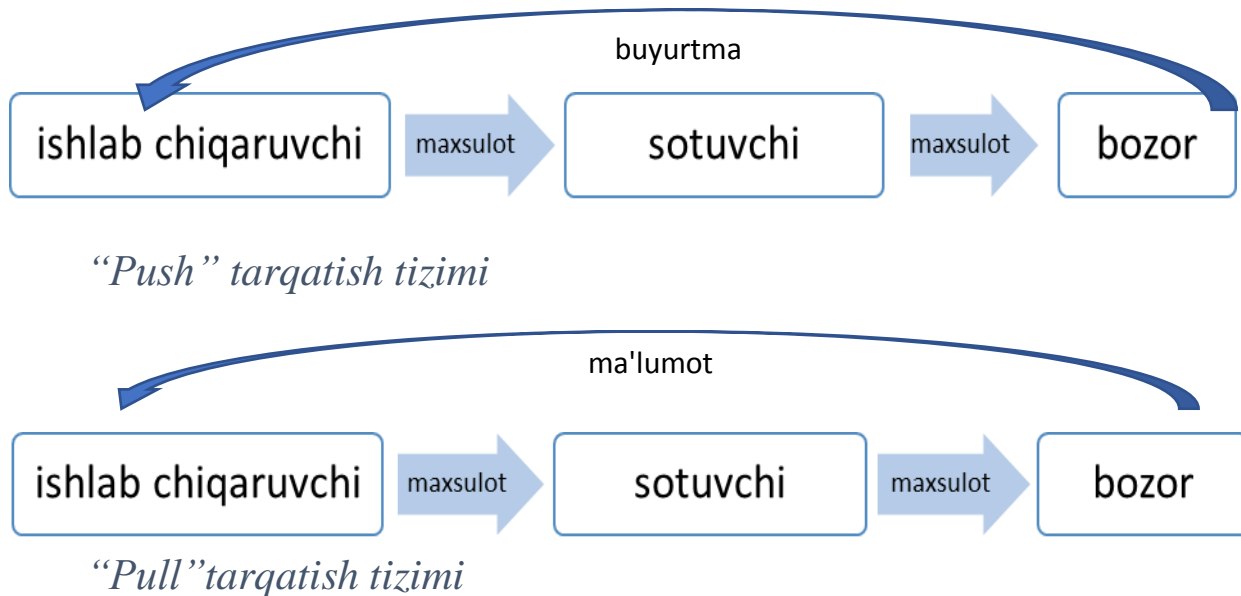 buyurtma
ishlab chiqaruvchi maxsulot sotuvchi maxsulot bozor
“Push” tarqatish tizimi
ma'lumot
ishlab chiqaruvchi maxsulot sotuvchi maxsulot bozor
“Pull”tarqatish tizimi